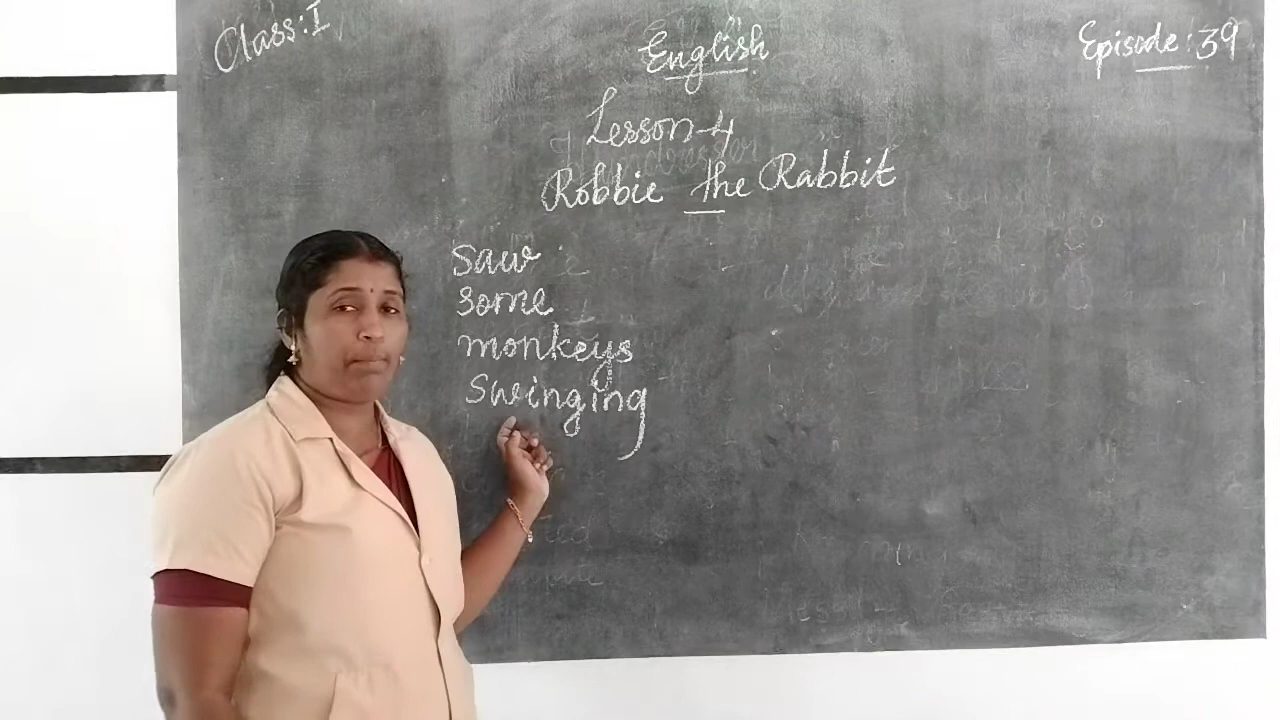 Class: I
English
Episode: 39
Lesson-4
Robbie the Rabbit
saw
some
monkeys
Swinging